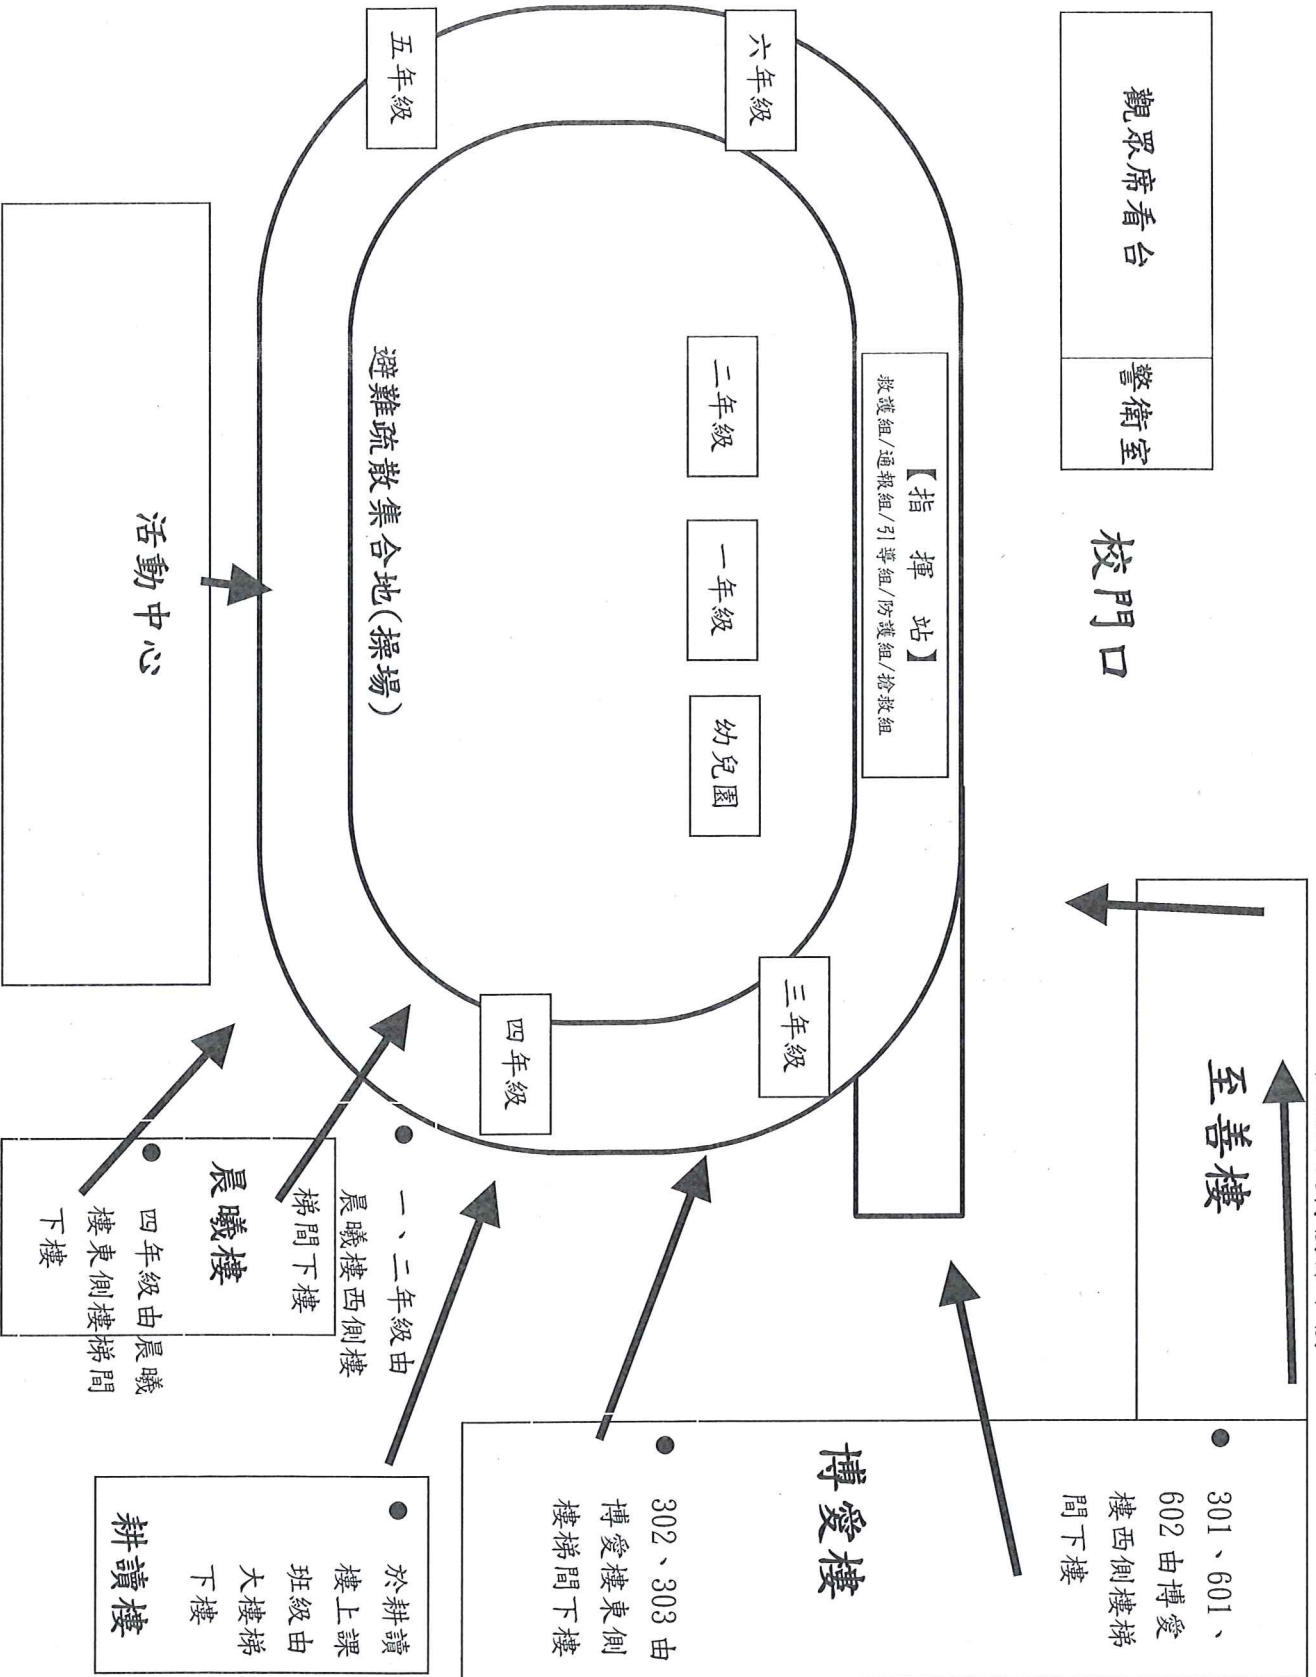 觀眾席看台
警衛室
校門口
至善樓
● 301、601、
602 由博愛
樓西側樓梯
間下樓
【指 揮 站】
救護組/通報組/引導組/防護組/搶救組
博愛樓
六年級
二年級
一年級
幼兒園
三年級
● 302、303 由
博愛樓東側
樓梯間下樓
五年級
避難疏散集合地(操場)
四年級
● 一、二年級由
晨曦樓西側樓
梯間下樓
● 於耕讀
樓上課
班級由
大樓梯
下樓
耕讀樓
晨曦樓
● 四年級由晨曦
樓東側樓梯間
下樓
活動中心